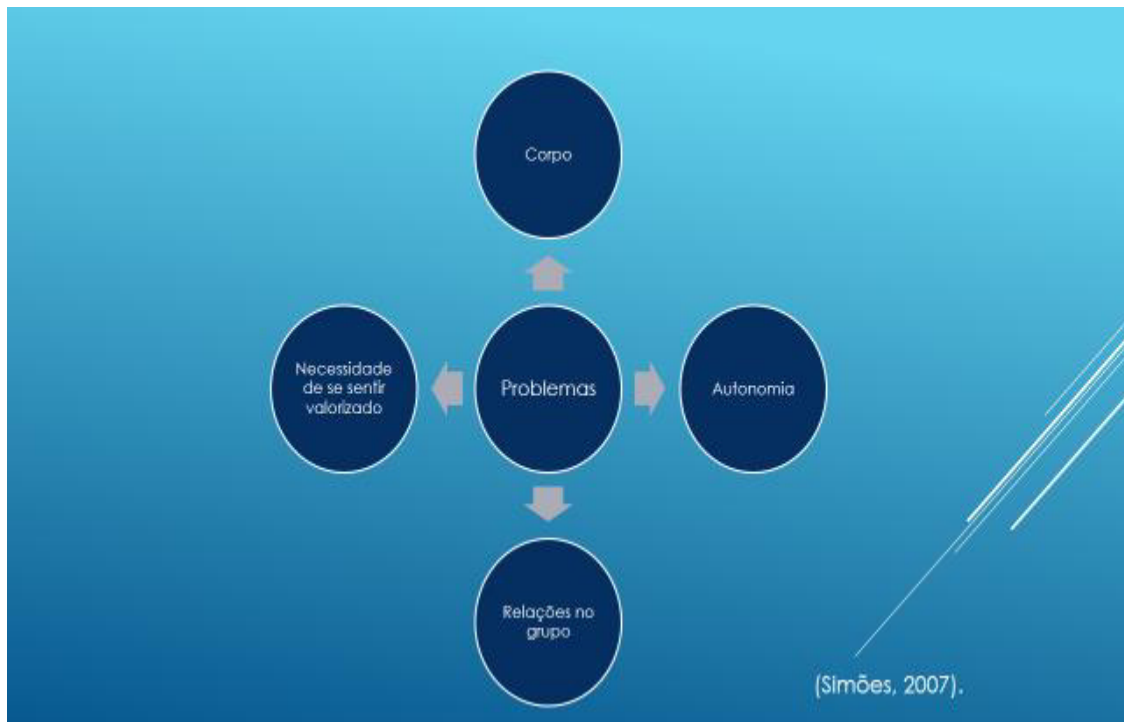 Corpo
Necessidade
de se sentir
valorizado
Problemas
Autonomia
Relações no
grupo
(Simões, 2007).